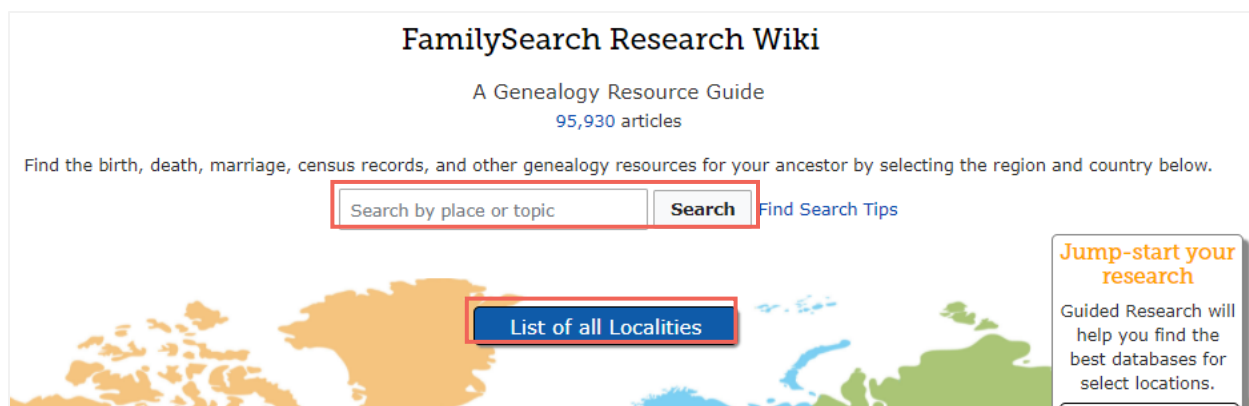 FamilySearch Research Wiki
A Genealogy Resource Guide
95,930 articles
Find the birth, death, marriage, census records, and other genealogy resources for your ancestor by selecting the region and country below.
Search by place or topic Search Find Search Tips
List of all Localities
Jump-start your
research
Guided Research will
help you find the
best databases for
select locations.